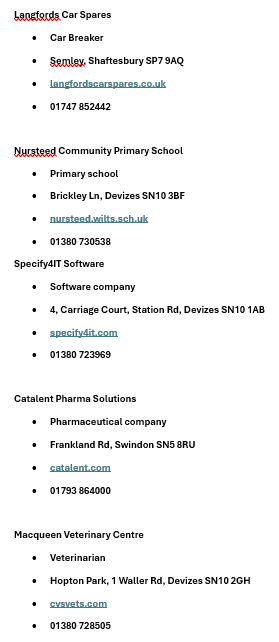 Langfords Car Spares
• Car Breaker
• Semley, Shaftesbury SP7 9AQ
• langfordscarspares.co.uk
• 01747 852442
Nursteed Community Primary School
• Primary school
• Brickley Ln, Devizes SN10 3BF
• nursteed.wilts.sch.uk
• 01380 730538
Specify4IT Software
• Software company
• 4, Carriage Court, Station Rd, Devizes SN10 1AB
• specify4it.com
• 01380 723969
Catalent Pharma Solutions
• Pharmaceutical company
• Frankland Rd, Swindon SN5 8RU
• catalent.com
• 01793 864000
Macqueen Veterinary Centre
• Veterinarian
• Hopton Park, 1 Waller Rd, Devizes SN10 2GH
• cvsvets.com
• 01380 728505